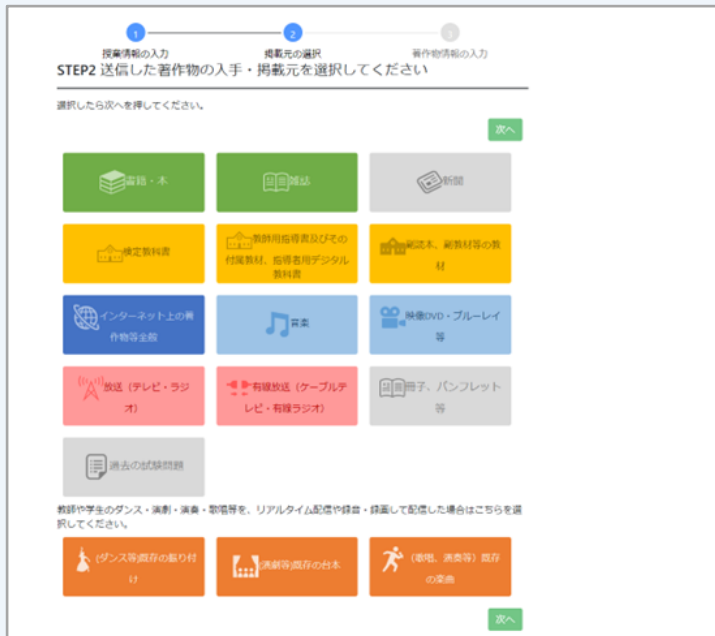 1
2
3
授業情報の入力
掲載元の選択
著作物情報の入力
STEP2 送信した著作物の入手・掲載元を選択してください
選択したら次へを押してください。
次へ
書籍・本
雑誌
新聞
検定教科書
教師用指導書及びその
付属教材、指導者用デジタル
教科書
副読本、副教材等の教
材
インターネット上の著
作物等全般
音楽
映像DVD・ブルーレイ
等
放送（テレビ・ラジ
オ）
有線放送（ケーブルテ
レビ・有線ラジオ）
冊子、パンフレット
等
過去の試験問題
教師や学生のダンス・演劇・演奏・歌唱等を、リアルタイム配信や録音・録画して配信した場合はこちらを選
択してください。
(ダンス等)既存の振り付
け
(演劇等)既存の台本
（歌唱、演奏等）既存
の楽曲
次へ